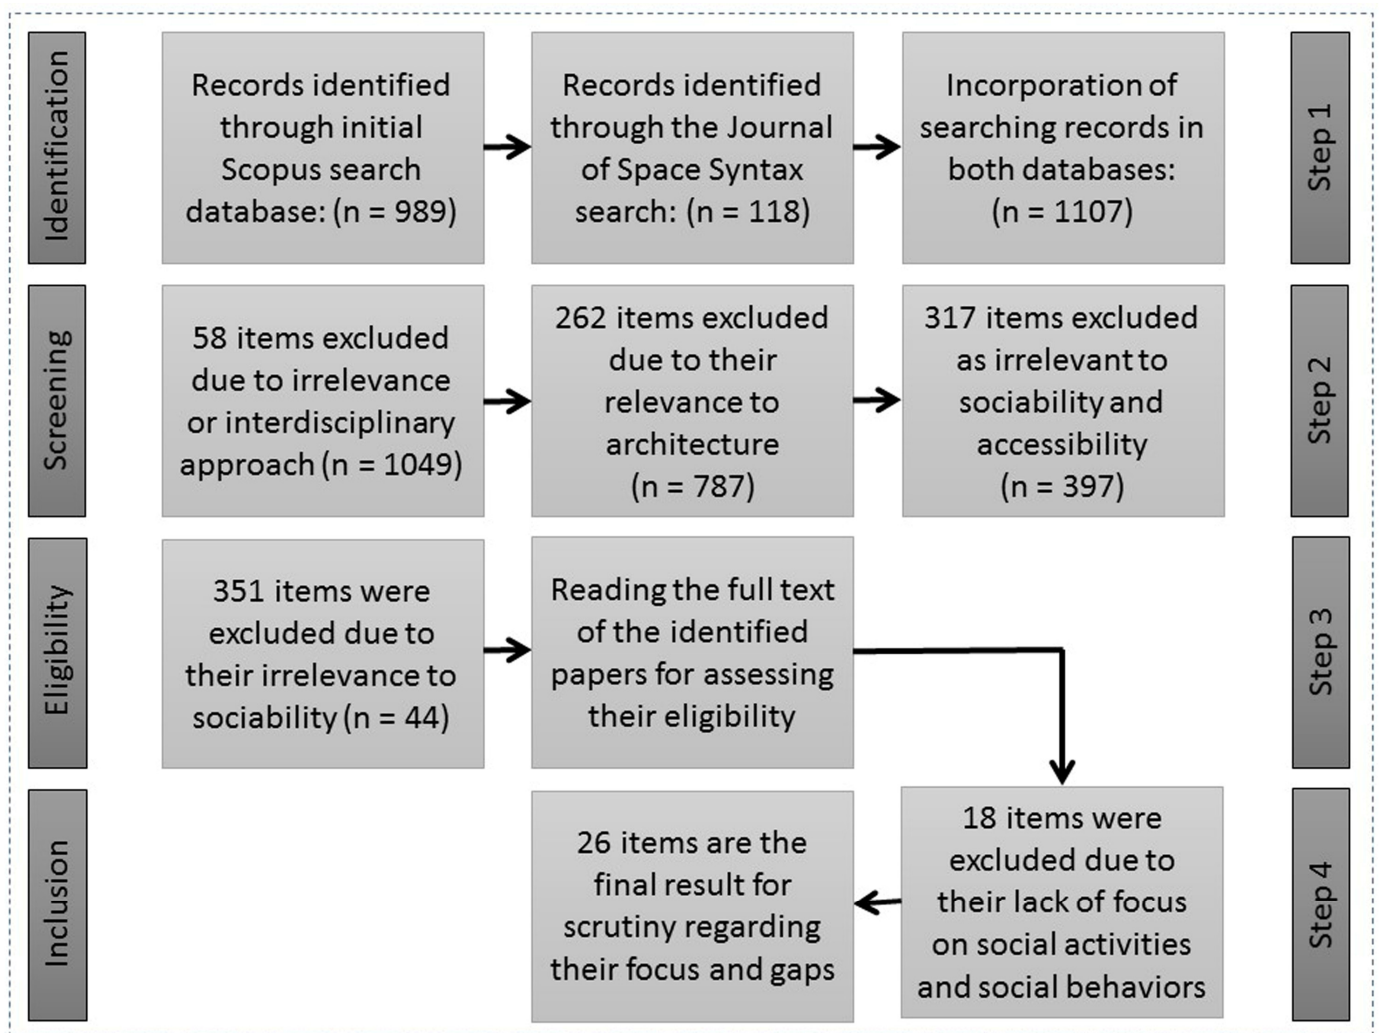 Identification
Records identified
through initial
Scopus search
database: (n = 989)
Records identified
through the Journal
of Space Syntax
search: (n = 118)
Incorporation of
searching records in
both databases:
(n = 1107)
Step 1
Screening
58 items excluded
due to irrelevance
or interdisciplinary
approach (n = 1049)
262 items excluded
due to their
relevance to
architecture
(n = 787)
317 items excluded
as irrelevant to
sociability and
accessibility
(n = 397)
Step 2
Eligibility
351 items were
excluded due to
their irrelevance to
sociability (n = 44)
Reading the full text
of the identified
papers for assessing
their eligibility
Step 3
Inclusion
18 items were
excluded due to
their lack of focus
on social activities
and social behaviors
26 items are the
final result for
scrutiny regarding
their focus and gaps
Step 4